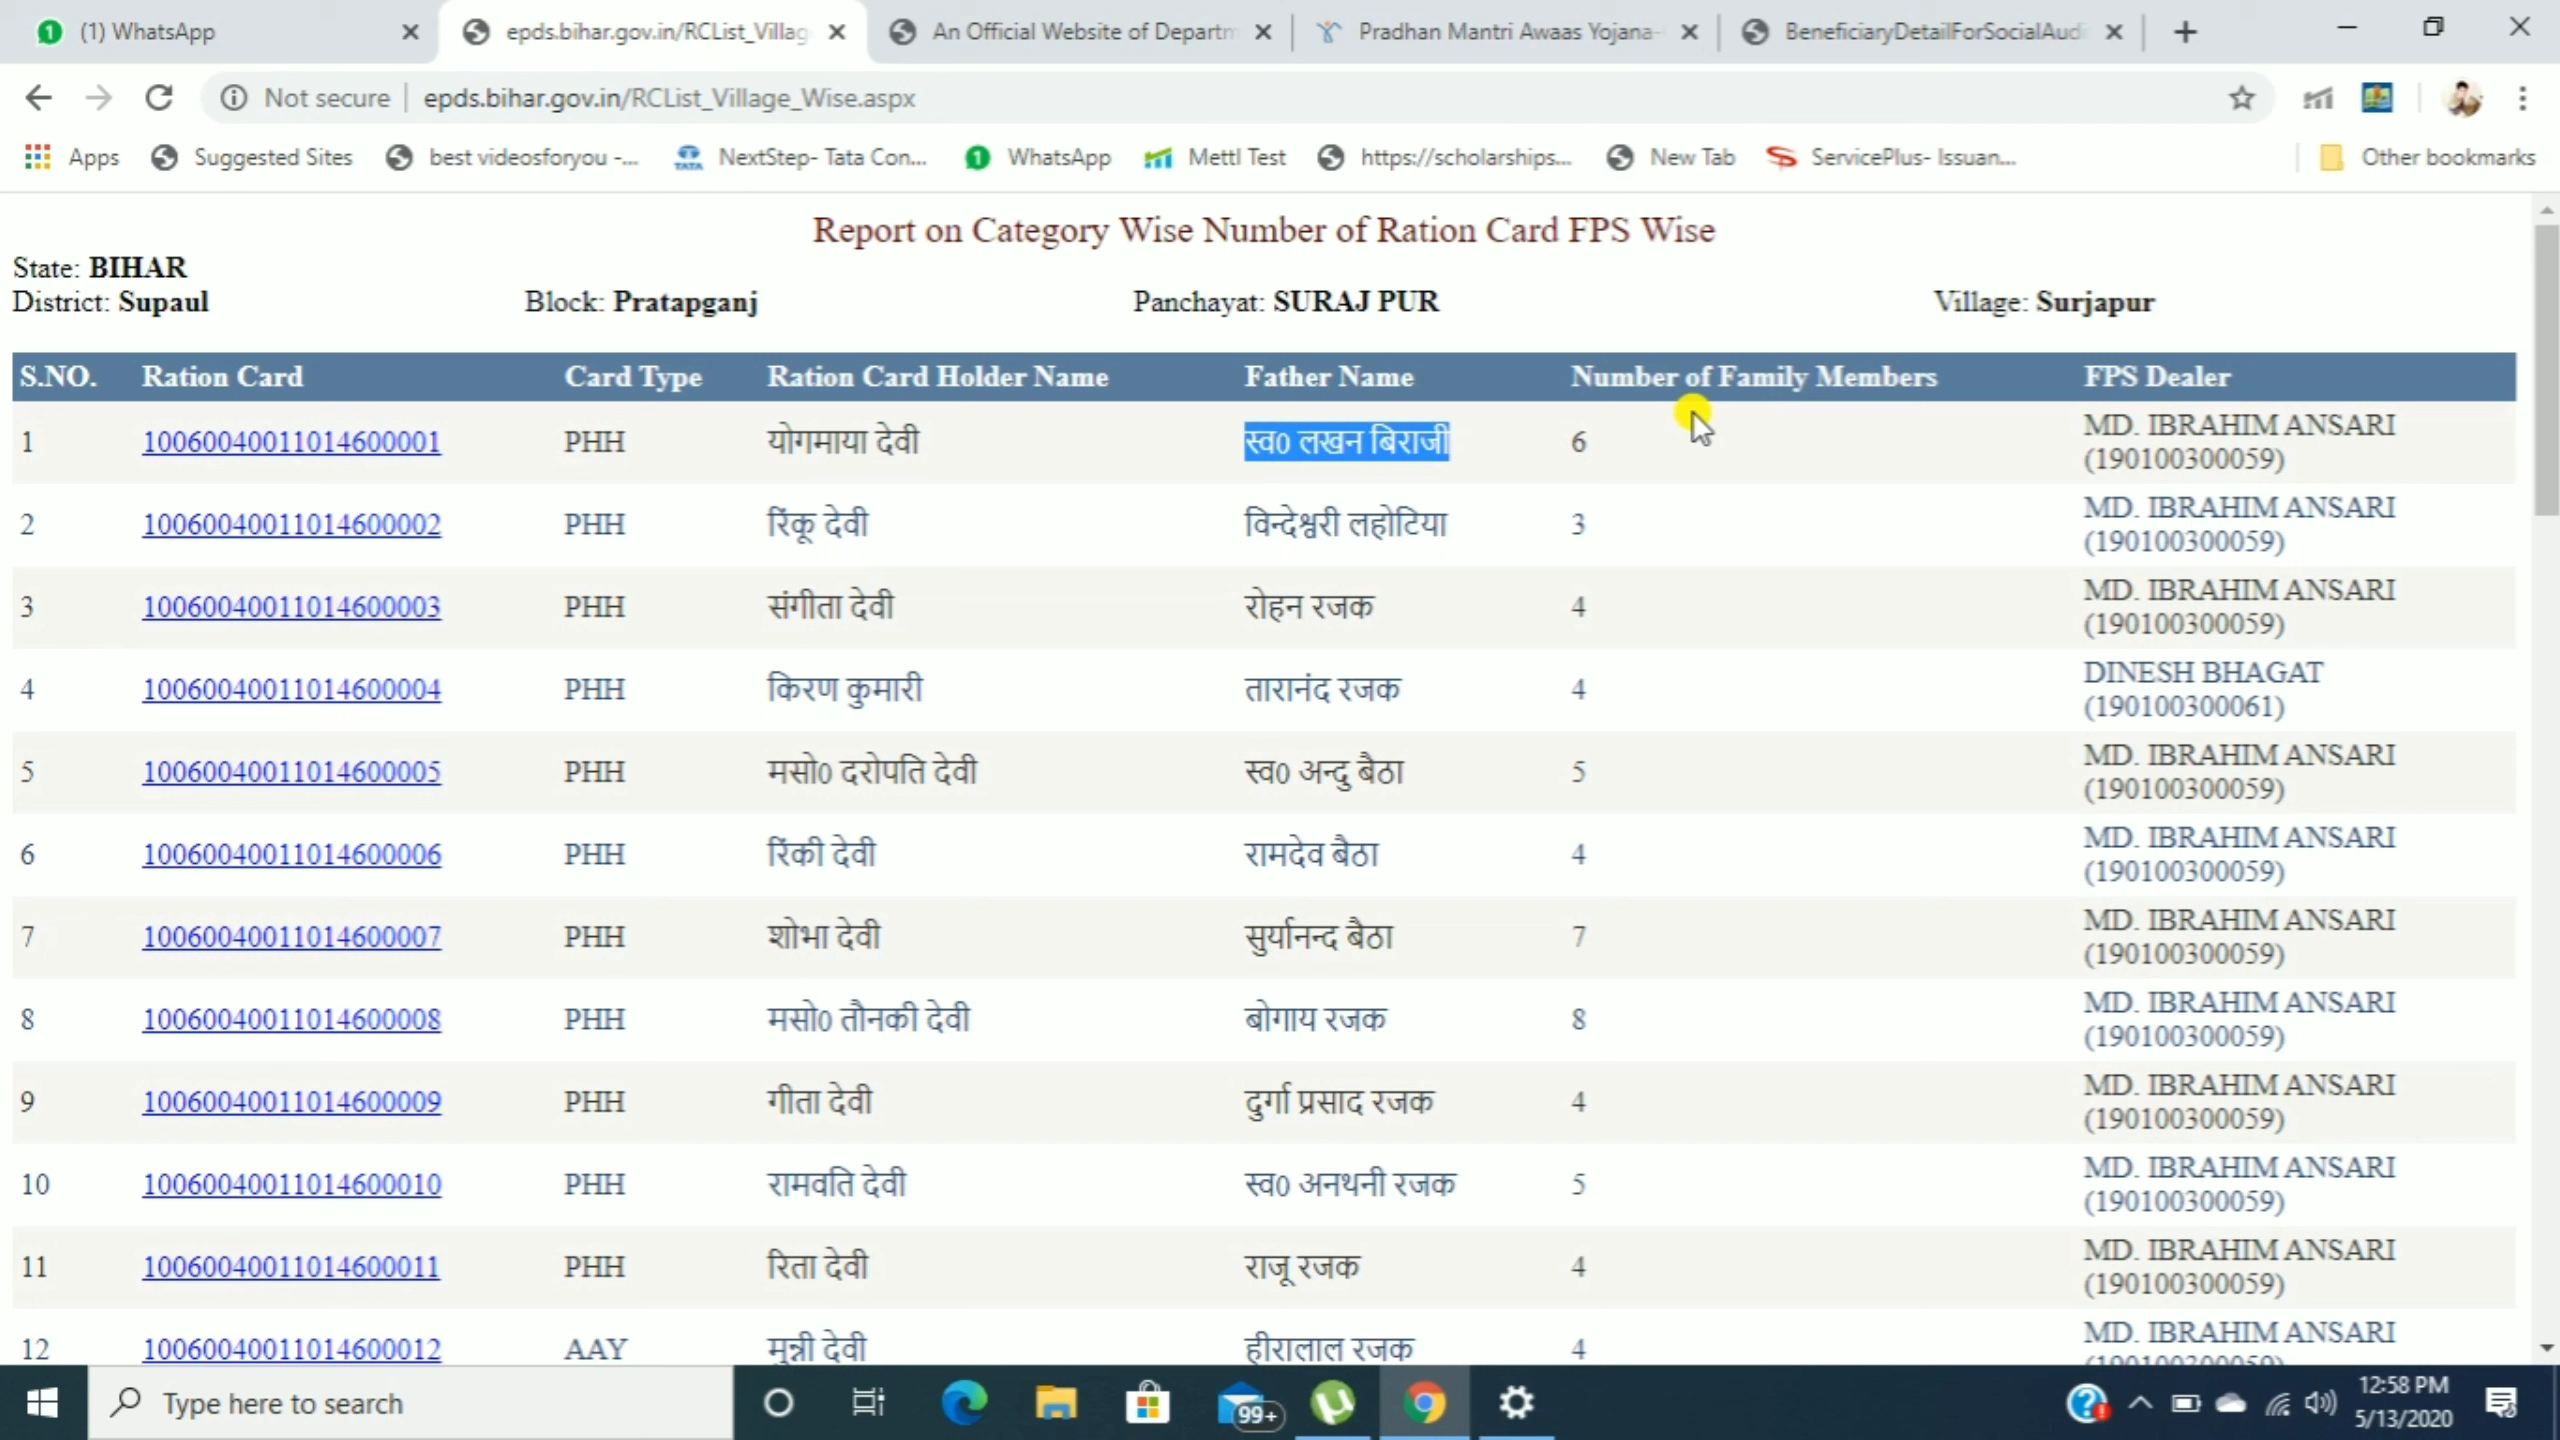 (1) WhatsApp
epds.bihar.gov.in/RCList_Villag
An Official Website of Departm
Pradhan Mantri Awaas Yojana-
BeneficiaryDetailForSocialAudi
Not secure | epds.bihar.gov.in/RCList_Village_Wise.aspx
Apps Suggested Sites best videosforyou -... NextStep- Tata Con... WhatsApp Mettl Test https://scholarships... New Tab ServicePlus- Issuan... Other bookmarks
Report on Category Wise Number of Ration Card FPS Wise
State: BIHAR
District: Supaul Block: Pratapganj Panchayat: SURAJ PUR Village: Surjapur
S.NO. Ration Card Card Type Ration Card Holder Name Father Name Number of Family Members FPS Dealer
1 10060040011014600001 PHH योगमाया देवी स्व0 लखन बिराजी 6 MD. IBRAHIM ANSARI
(190100300059)
2 10060040011014600002 PHH रिंकू देवी विन्देश्वरी लहोटिया 3 MD. IBRAHIM ANSARI
(190100300059)
3 10060040011014600003 PHH संगीता देवी रोहन रजक 4 MD. IBRAHIM ANSARI
(190100300059)
4 10060040011014600004 PHH किरण कुमारी तारानंद रजक 4 DINESH BHAGAT
(190100300061)
5 10060040011014600005 PHH मसो0 दरोपति देवी स्व0 अन्दु बैठा 5 MD. IBRAHIM ANSARI
(190100300059)
6 10060040011014600006 PHH रिंकी देवी रामदेव बैठा 4 MD. IBRAHIM ANSARI
(190100300059)
7 10060040011014600007 PHH शोभा देवी सुर्यानन्द बैठा 7 MD. IBRAHIM ANSARI
(190100300059)
8 10060040011014600008 PHH मसो0 तौनकी देवी बोगाय रजक 8 MD. IBRAHIM ANSARI
(190100300059)
9 10060040011014600009 PHH गीता देवी दुर्गा प्रसाद रजक 4 MD. IBRAHIM ANSARI
(190100300059)
10 10060040011014600010 PHH रामवति देवी स्व0 अनथनी रजक 5 MD. IBRAHIM ANSARI
(190100300059)
11 10060040011014600011 PHH रिता देवी राजू रजक 4 MD. IBRAHIM ANSARI
(190100300059)
12 10060040011014600012 AAY मुन्नी देवी हीरालाल रजक 4 MD. IBRAHIM ANSARI
Type here to search
99+
12:58 PM
5/13/2020